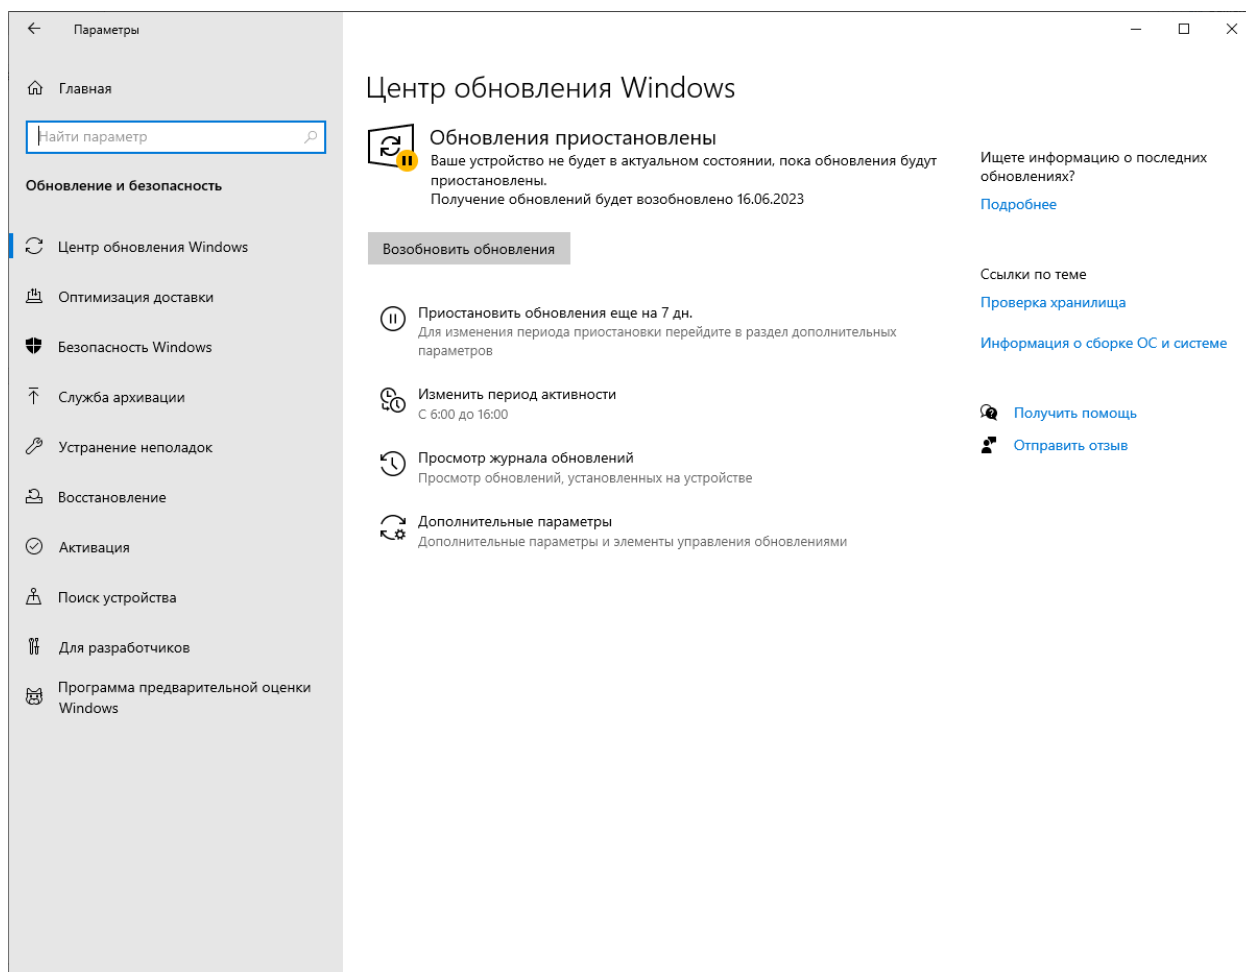 Параметры
Главная
Найти параметр
Обновление и безопасность
Центр обновления Windows
Оптимизация доставки
Безопасность Windows
Служба архивации
Устранение неполадок
Восстановление
Активация
Поиск устройства
Для разработчиков
Программа предварительной оценки
Windows
Центр обновления Windows
Обновления приостановлены
Ваше устройство не будет в актуальном состоянии, пока обновления будут
приостановлены.
Получение обновлений будет возобновлено 16.06.2023
Возобновить обновления
Приостановить обновления еще на 7 дн.
Для изменения периода приостановки перейдите в раздел дополнительных
параметров
Изменить период активности
С 6:00 до 16:00
Просмотр журнала обновлений
Просмотр обновлений, установленных на устройстве
Дополнительные параметры
Дополнительные параметры и элементы управления обновлениями
Ищете информацию о последних
обновлениях?
Подробнее
Ссылки по теме
Проверка хранилища
Информация о сборке ОС и системе
Получить помощь
Отправить отзыв